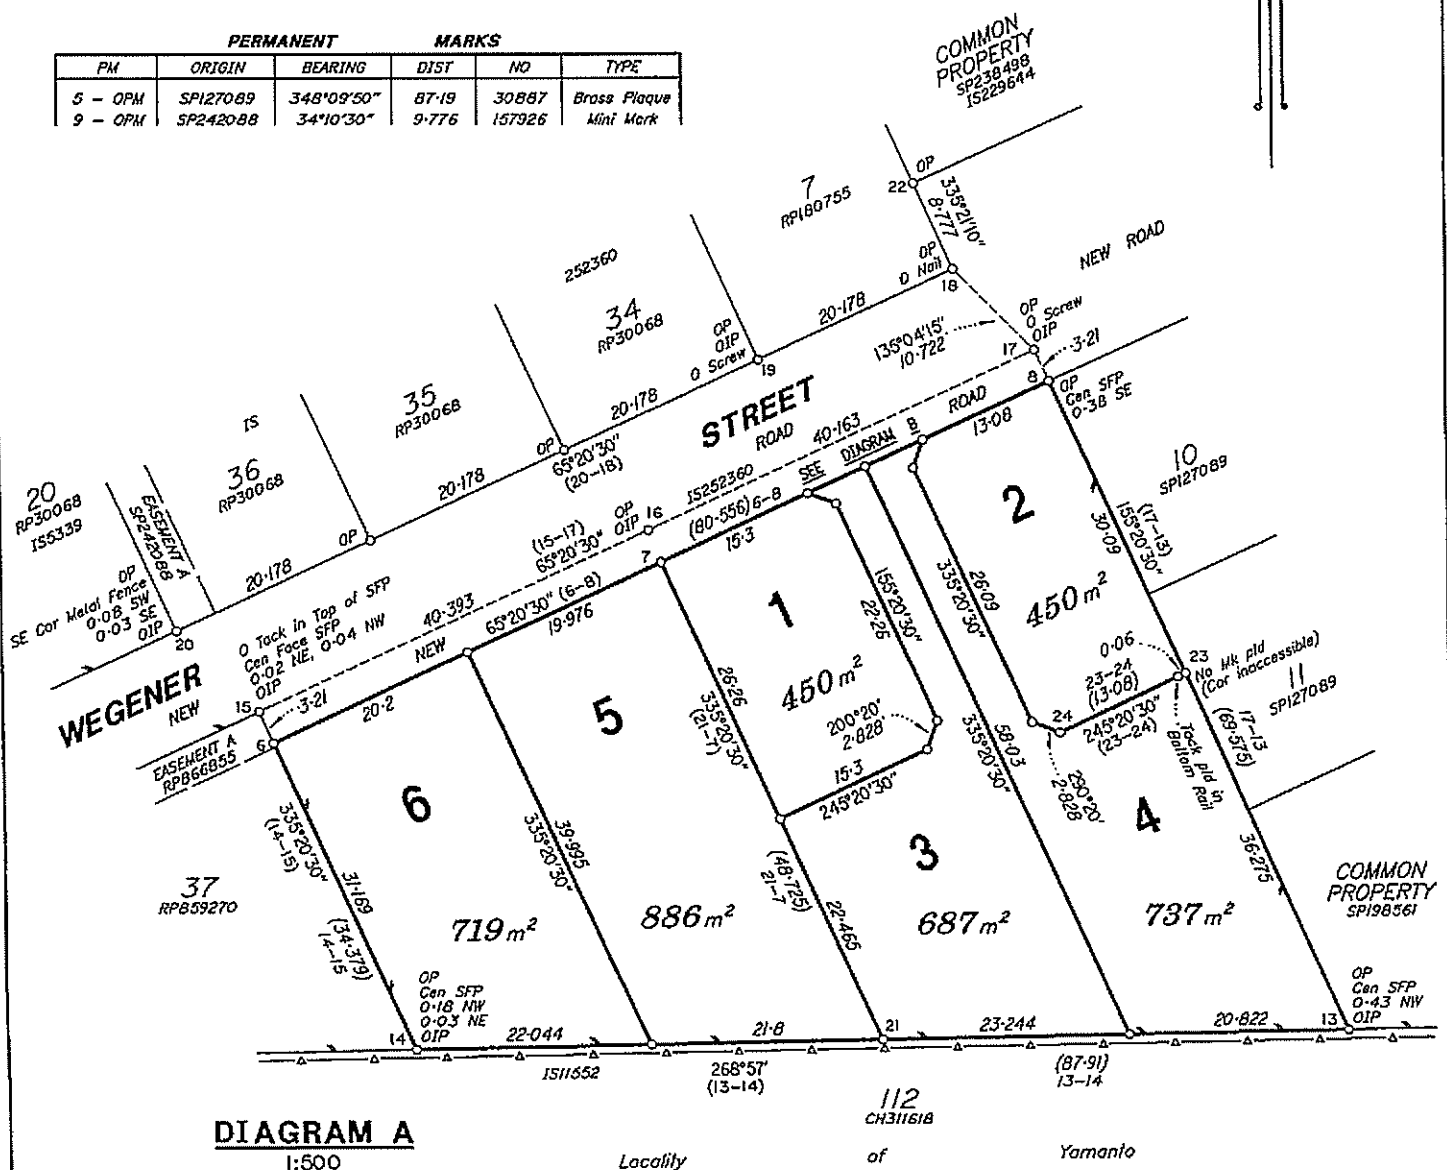 PERMANENT MARKS
PM ORIGIN BEARING DIST NO TYPE
5 - OPM SP127089 348°09'50" 87·19 30887 Brass Plaque
9 - OPM SP242088 34°10'30" 9·776 157926 Mini Mark
COMMON
PROPERTY
SP238498
IS229644
7
RP180755
22
OP
335°21'10"
8·777
NEW ROAD
252360
34
RP30068
OP
O Nail
18
20·178
OP
OIP
O Screw
19
135°04'15"
10·722
OP
O Screw
OIP
17
3·21
8
OP
Cen SFP
0·38 SE
35
RP30068
IS
36
RP30068
20
RP30068
IS5339
EASEMENT A
SP242088
20·178
OP
65°20'30"
(20-18)
STREET
ROAD
40·163
IS252360
ROAD
13·08
SEE DIAGRAM B
20·178
OP
OP
OIP
16
(15-17)
65°20'30"
(80·556) 6-8
15·3
7
SE Cor Metal Fence
OP
0·08 SW
0·03 SE
OIP
20
20·178
O Tack in Top of SFP
Cen Face SFP
0·02 NE, 0·04 NW
OIP
40·393
65°20'30" (6-8)
19·976
NEW
WEGENER
NEW
15
3·21
6
20·2
EASEMENT A
RP866855
10
SP127089
2
450 m²
30·09
155°20'30"
(17-13)
26·09
335°20'30"
1
450 m²
155°20'30"
22·26
26·26
335°20'30"
(21-7)
200°20'
2·828
15·3
245°20'30"
58·03
335°20'30"
0·06
23
No Mk pld
(Cor inaccessible)
23-24
(13·08)
245°20'30"
(23-24)
24
290°20'
2·828
Tack pld in
Bottom Rail
11
SP127089
17-13
(69·575)
36·275
5
886 m²
39·995
335°20'30"
6
719 m²
335°20'30"
(14-15)
31·169
(34·379)
14-15
37
RP859270
3
687 m²
(48·725)
21-7
22·465
4
737 m²
COMMON
PROPERTY
SP198561
OP
Cen SFP
0·18 NW
0·03 NE
OIP
14
22·044
21·8
21
23·244
20·822
13
OP
Cen SFP
0·43 NW
OIP
IS11652
268°57'
(13-14)
(87·91)
13-14
112
CH311618
DIAGRAM A
1:500
Locality of Yamanto